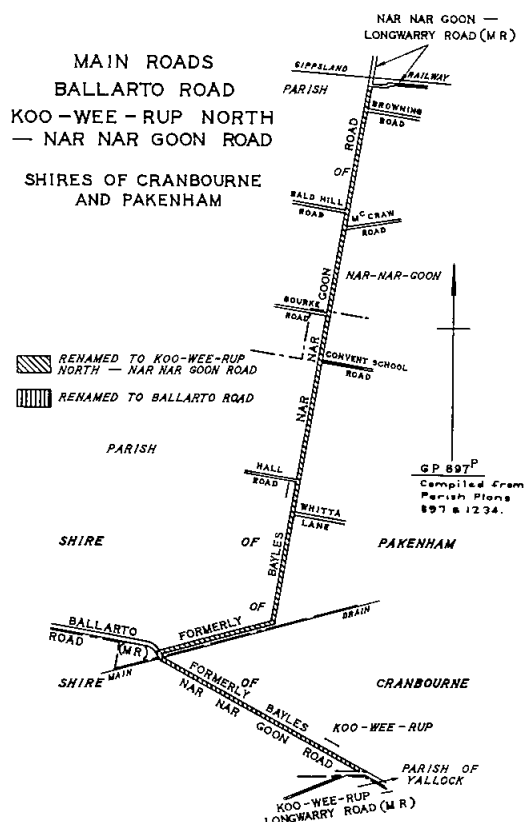 NAR NAR GOON —
LONGWARRY ROAD (MR)
MAIN ROADS
BALLARTO ROAD
KOO-WEE-RUP NORTH
— NAR NAR GOON ROAD
SHIRES OF CRANBOURNE
AND PAKENHAM
GIPPSLAND
RAILWAY
PARISH
BROWNING
ROAD
ROAD
OF
BALD HILL
ROAD
McCRAW
ROAD
GOON
NAR-NAR-GOON
BOURKE
ROAD
NAR
CONVENT SCHOOL
ROAD
RENAMED TO KOO-WEE-RUP
NORTH — NAR NAR GOON ROAD
RENAMED TO BALLARTO ROAD
NAR
PARISH
GP 897P
Compiled from
Parish Plans
897 & 1234.
HALL
ROAD
WHITTA
LANE
SHIRE OF PAKENHAM
BAYLES
OF
FORMERLY
DRAIN
BALLARTO
ROAD
(MR)
MAIN
SHIRE OF CRANBOURNE
FORMERLY BAYLES
NAR NAR GOON ROAD
KOO-WEE-RUP
PARISH OF
YALLOCK
KOO-WEE-RUP
LONGWARRY ROAD (MR)